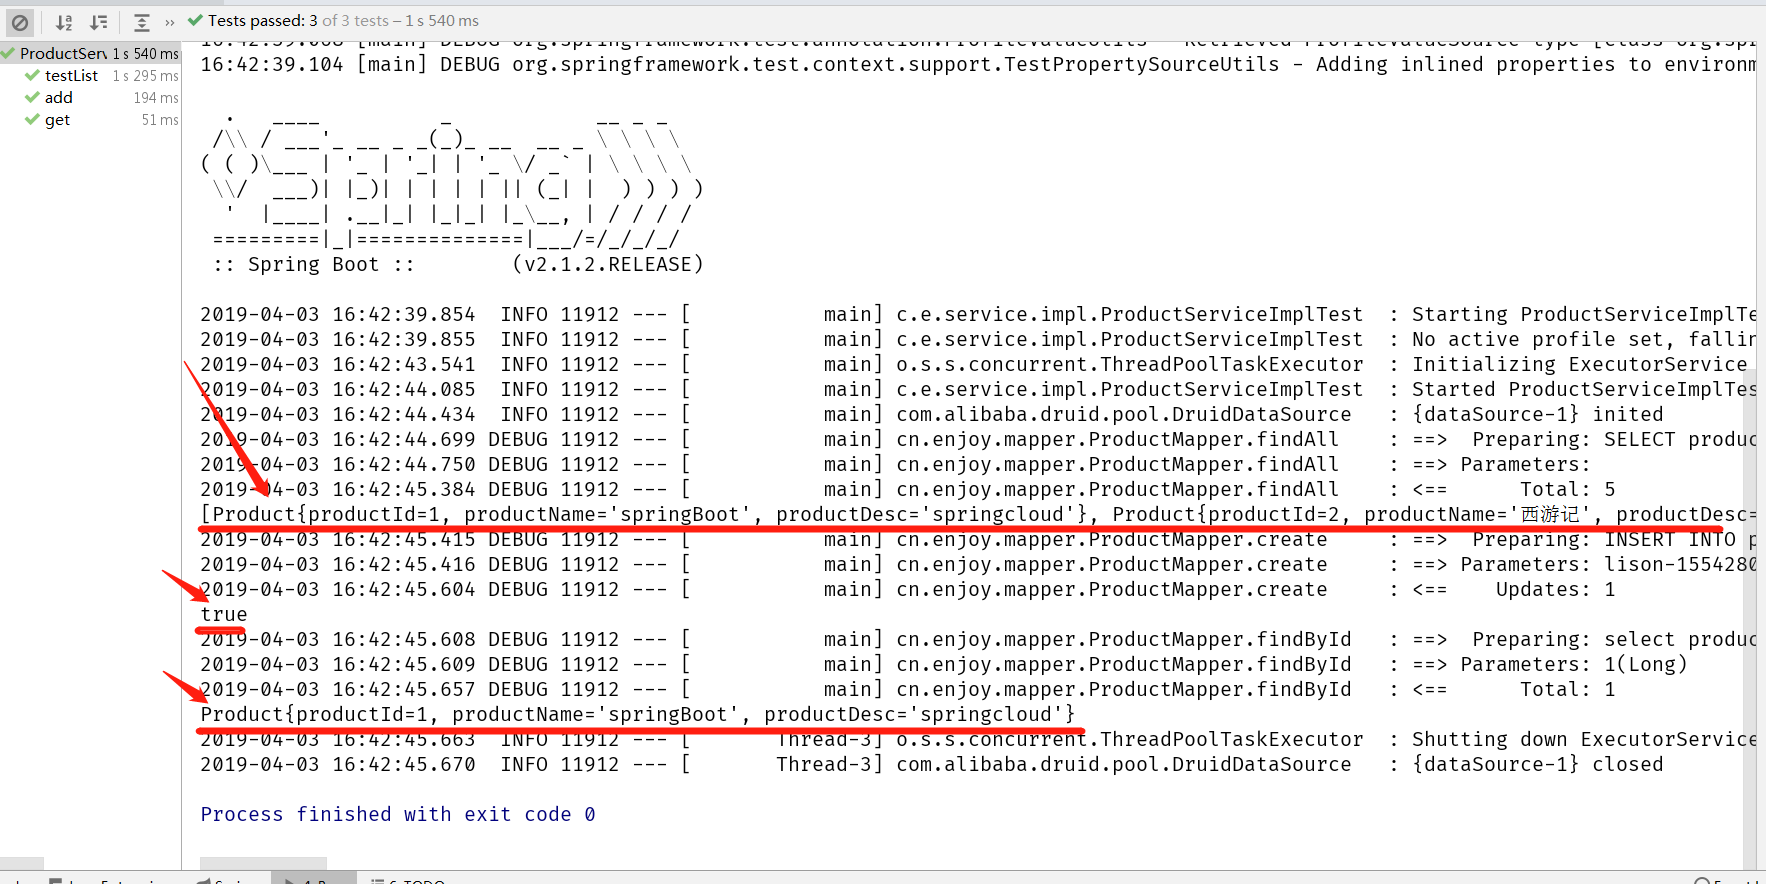 Tests passed: 3 of 3 tests – 1 s 540 ms
ProductServ 1 s 540 ms
testList 1 s 295 ms
add 194 ms
get 51 ms
16:42:39.104 [main] DEBUG org.springframework.test.context.support.TestPropertySourceUtils - Adding inlined properties to environm
:: Spring Boot :: (v2.1.2.RELEASE)
2019-04-03 16:42:39.854 INFO 11912 --- [ main] c.e.service.impl.ProductServiceImplTest : Starting ProductServiceImplTe
2019-04-03 16:42:39.855 INFO 11912 --- [ main] c.e.service.impl.ProductServiceImplTest : No active profile set, fallin
2019-04-03 16:42:43.541 INFO 11912 --- [ main] o.s.s.concurrent.ThreadPoolTaskExecutor : Initializing ExecutorService
2019-04-03 16:42:44.085 INFO 11912 --- [ main] c.e.service.impl.ProductServiceImplTest : Started ProductServiceImplTes
2019-04-03 16:42:44.434 INFO 11912 --- [ main] com.alibaba.druid.pool.DruidDataSource : {dataSource-1} inited
2019-04-03 16:42:44.699 DEBUG 11912 --- [ main] cn.enjoy.mapper.ProductMapper.findAll : ==> Preparing: SELECT produc
2019-04-03 16:42:44.750 DEBUG 11912 --- [ main] cn.enjoy.mapper.ProductMapper.findAll : ==> Parameters:
2019-04-03 16:42:45.384 DEBUG 11912 --- [ main] cn.enjoy.mapper.ProductMapper.findAll : <== Total: 5
[Product{productId=1, productName='springBoot', productDesc='springcloud'}, Product{productId=2, productName='西游记', productDesc=
2019-04-03 16:42:45.415 DEBUG 11912 --- [ main] cn.enjoy.mapper.ProductMapper.create : ==> Preparing: INSERT INTO p
2019-04-03 16:42:45.416 DEBUG 11912 --- [ main] cn.enjoy.mapper.ProductMapper.create : ==> Parameters: lison-1554280
2019-04-03 16:42:45.604 DEBUG 11912 --- [ main] cn.enjoy.mapper.ProductMapper.create : <== Updates: 1
true
2019-04-03 16:42:45.608 DEBUG 11912 --- [ main] cn.enjoy.mapper.ProductMapper.findById : ==> Preparing: select produc
2019-04-03 16:42:45.609 DEBUG 11912 --- [ main] cn.enjoy.mapper.ProductMapper.findById : ==> Parameters: 1(Long)
2019-04-03 16:42:45.657 DEBUG 11912 --- [ main] cn.enjoy.mapper.ProductMapper.findById : <== Total: 1
Product{productId=1, productName='springBoot', productDesc='springcloud'}
2019-04-03 16:42:45.663 INFO 11912 --- [ Thread-3] o.s.s.concurrent.ThreadPoolTaskExecutor : Shutting down ExecutorService
2019-04-03 16:42:45.670 INFO 11912 --- [ Thread-3] com.alibaba.druid.pool.DruidDataSource : {dataSource-1} closed
Process finished with exit code 0